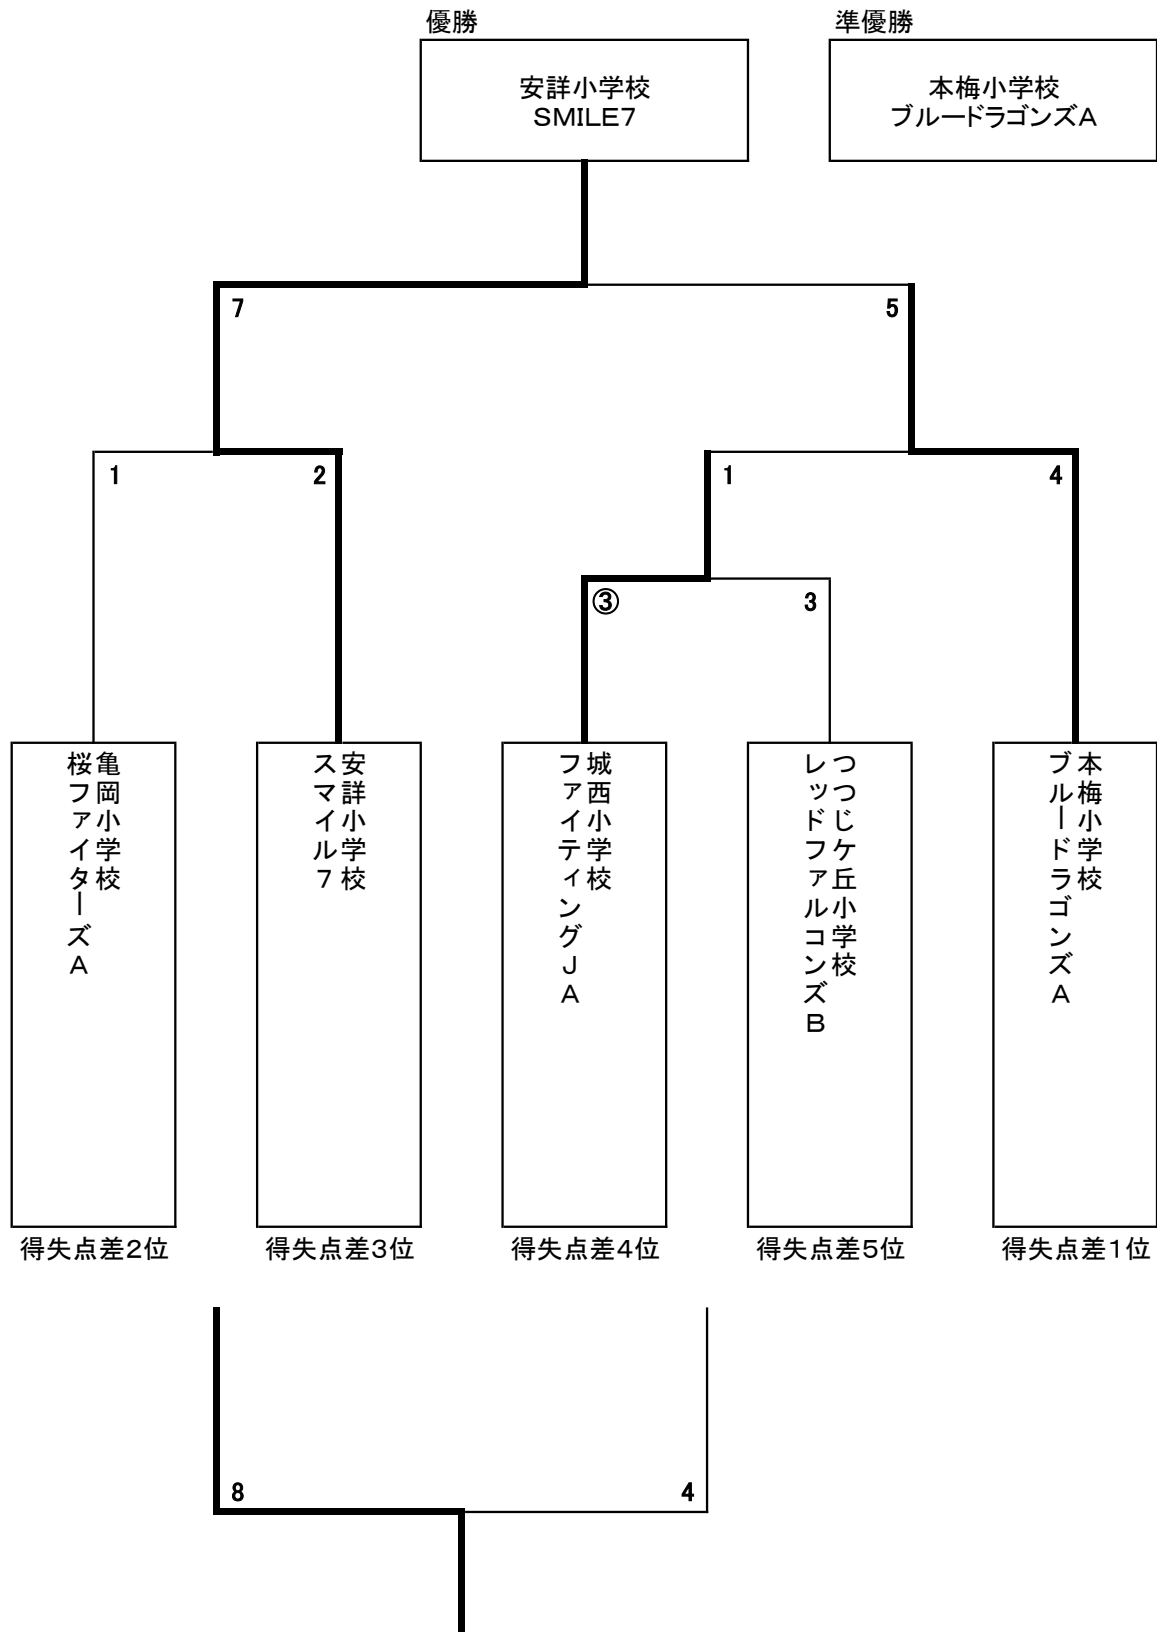 優勝
準優勝
安詳小学校
SMILE7
本梅小学校
ブルードラゴンズA
7
5
1
2
1
4
③
3
亀岡小学校
桜ファイターズA
安詳小学校
スマイル7
城西小学校
ファイティングJA
つつじケ丘小学校
レッドファルコンズB
本梅小学校
ブルードラゴンズA
得失点差2位
得失点差3位
得失点差4位
得失点差5位
得失点差1位
8
4